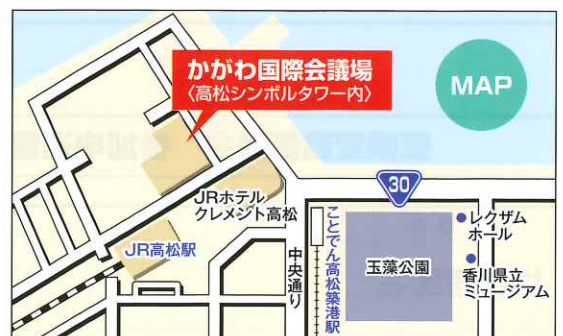 かがわ国際会議場
〈高松シンボルタワー内〉
MAP
30
JRホテル
クレメント高松
レクザム
ホール
JR高松駅
中央通り
ことでん高松築港駅
玉藻公園
香川県立
ミュージアム